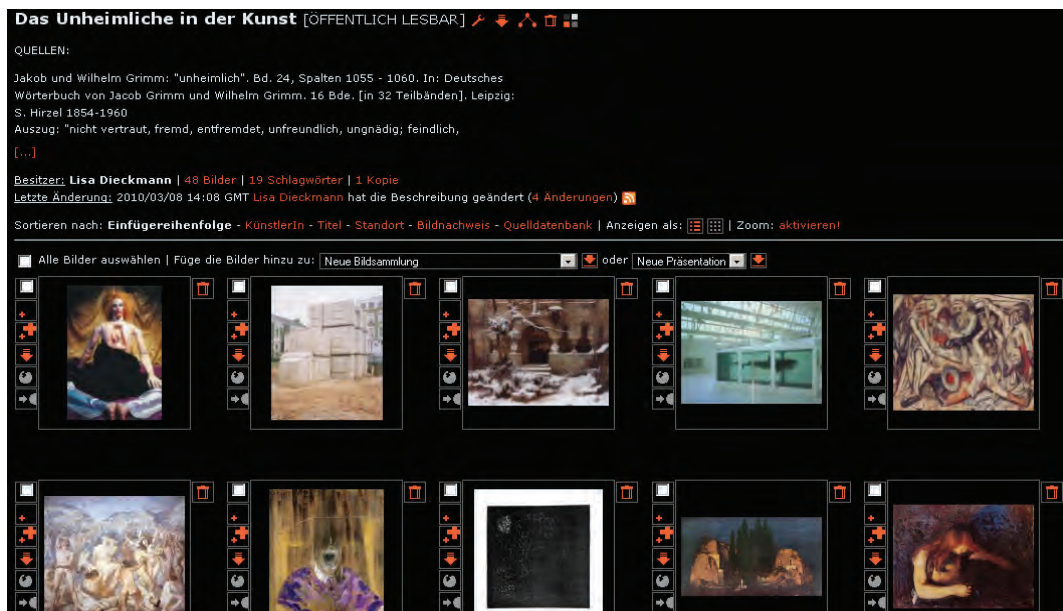 Das Unheimliche in der Kunst [ÖFFENTLICH LESBAR]
QUELLEN:
Jakob und Wilhelm Grimm: "unheimlich". Bd. 24, Spalten 1055 - 1060. In: Deutsches
Wörterbuch von Jacob Grimm und Wilhelm Grimm. 16 Bde. [in 32 Teilbänden]. Leipzig:
S. Hirzel 1854-1960
Auszug: "nicht vertraut, fremd, entfremdet, unfreundlich, ungnädig; feindlich,
[...]
Besitzer: Lisa Dieckmann | 48 Bilder | 19 Schlagwörter | 1 Kopie
Letzte Änderung: 2010/03/08 14:08 GMT Lisa Dieckmann hat die Beschreibung geändert (4 Änderungen)
Sortieren nach: Einfügereihenfolge - KünstlerIn - Titel - Standort - Bildnachweis - Quelldatenbank | Anzeigen als: | Zoom: aktivieren!
Alle Bilder auswählen | Füge die Bilder hinzu zu: Neue Bildsammlung oder Neue Präsentation